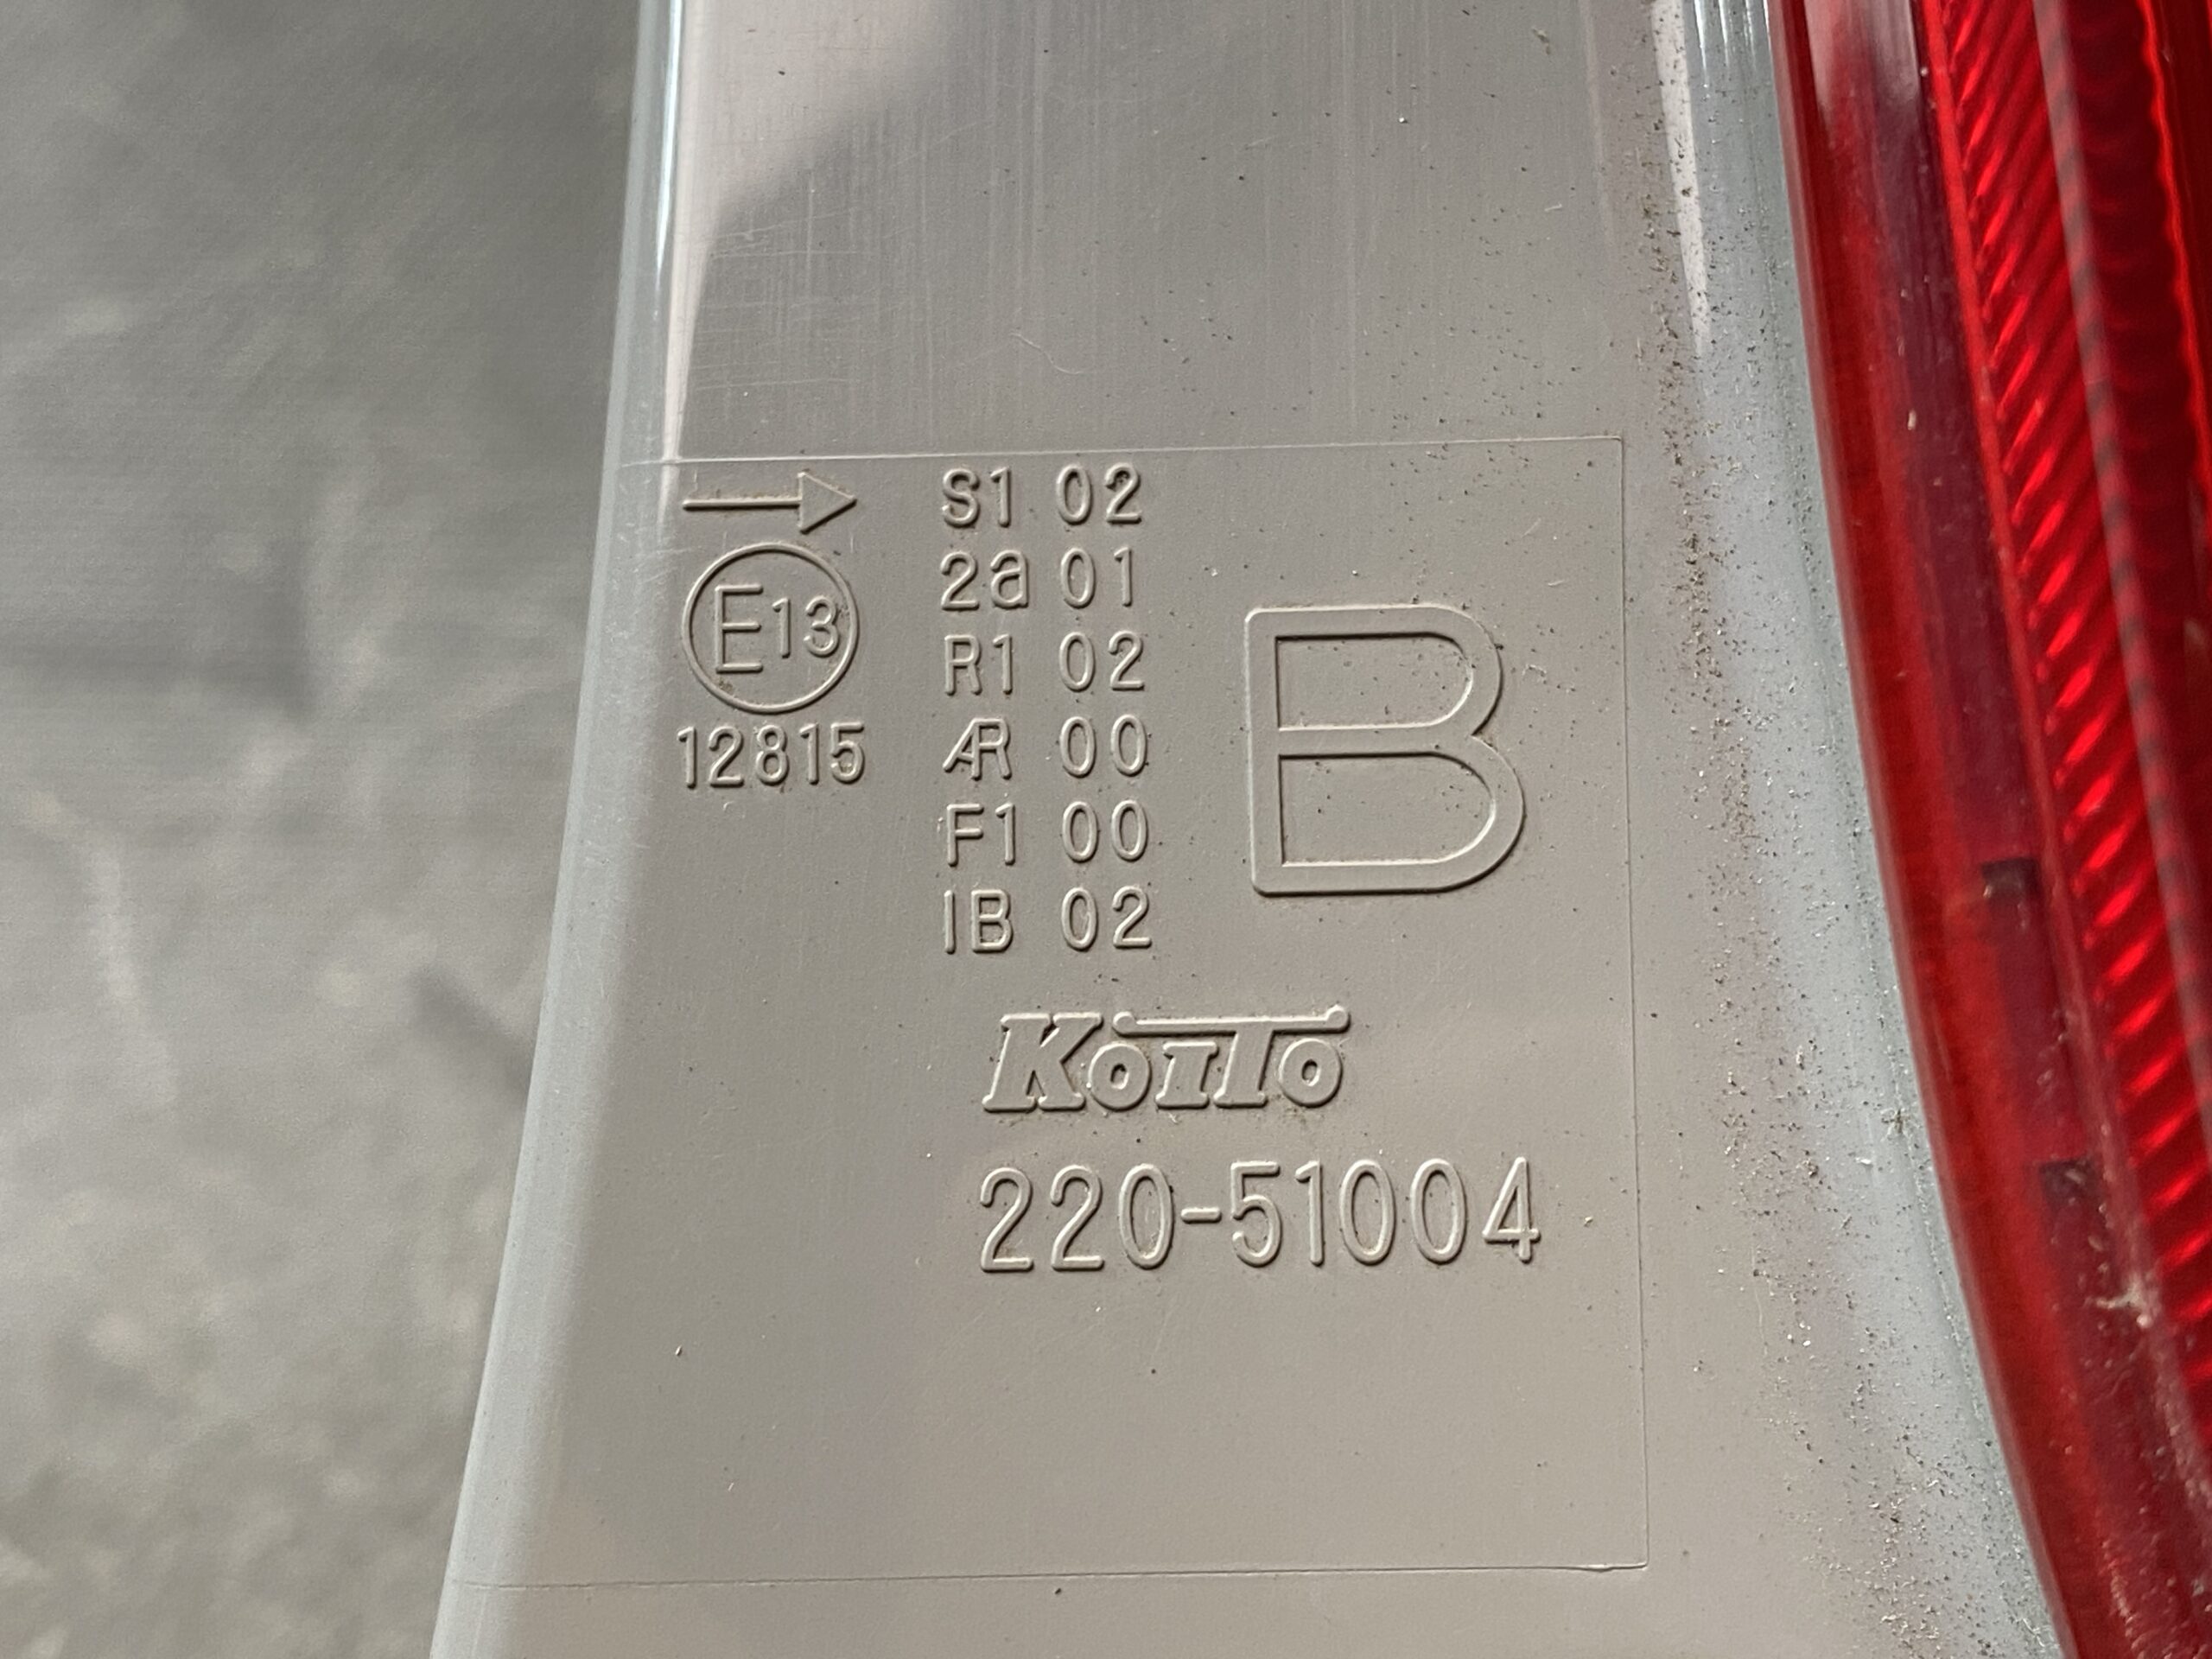 → S1 02
2a 01
E13
R1 02
12815
AR 00
F1 00
IB 02
B
KOITO
220-51004